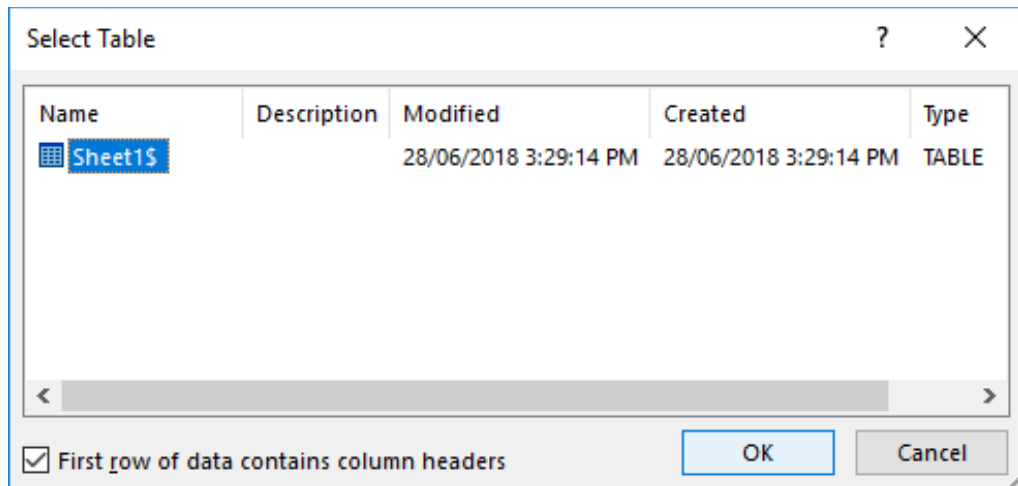 Select Table ?
Name Description Modified Created Type
Sheet1$ 28/06/2018 3:29:14 PM 28/06/2018 3:29:14 PM TABLE
First row of data contains column headers OK Cancel